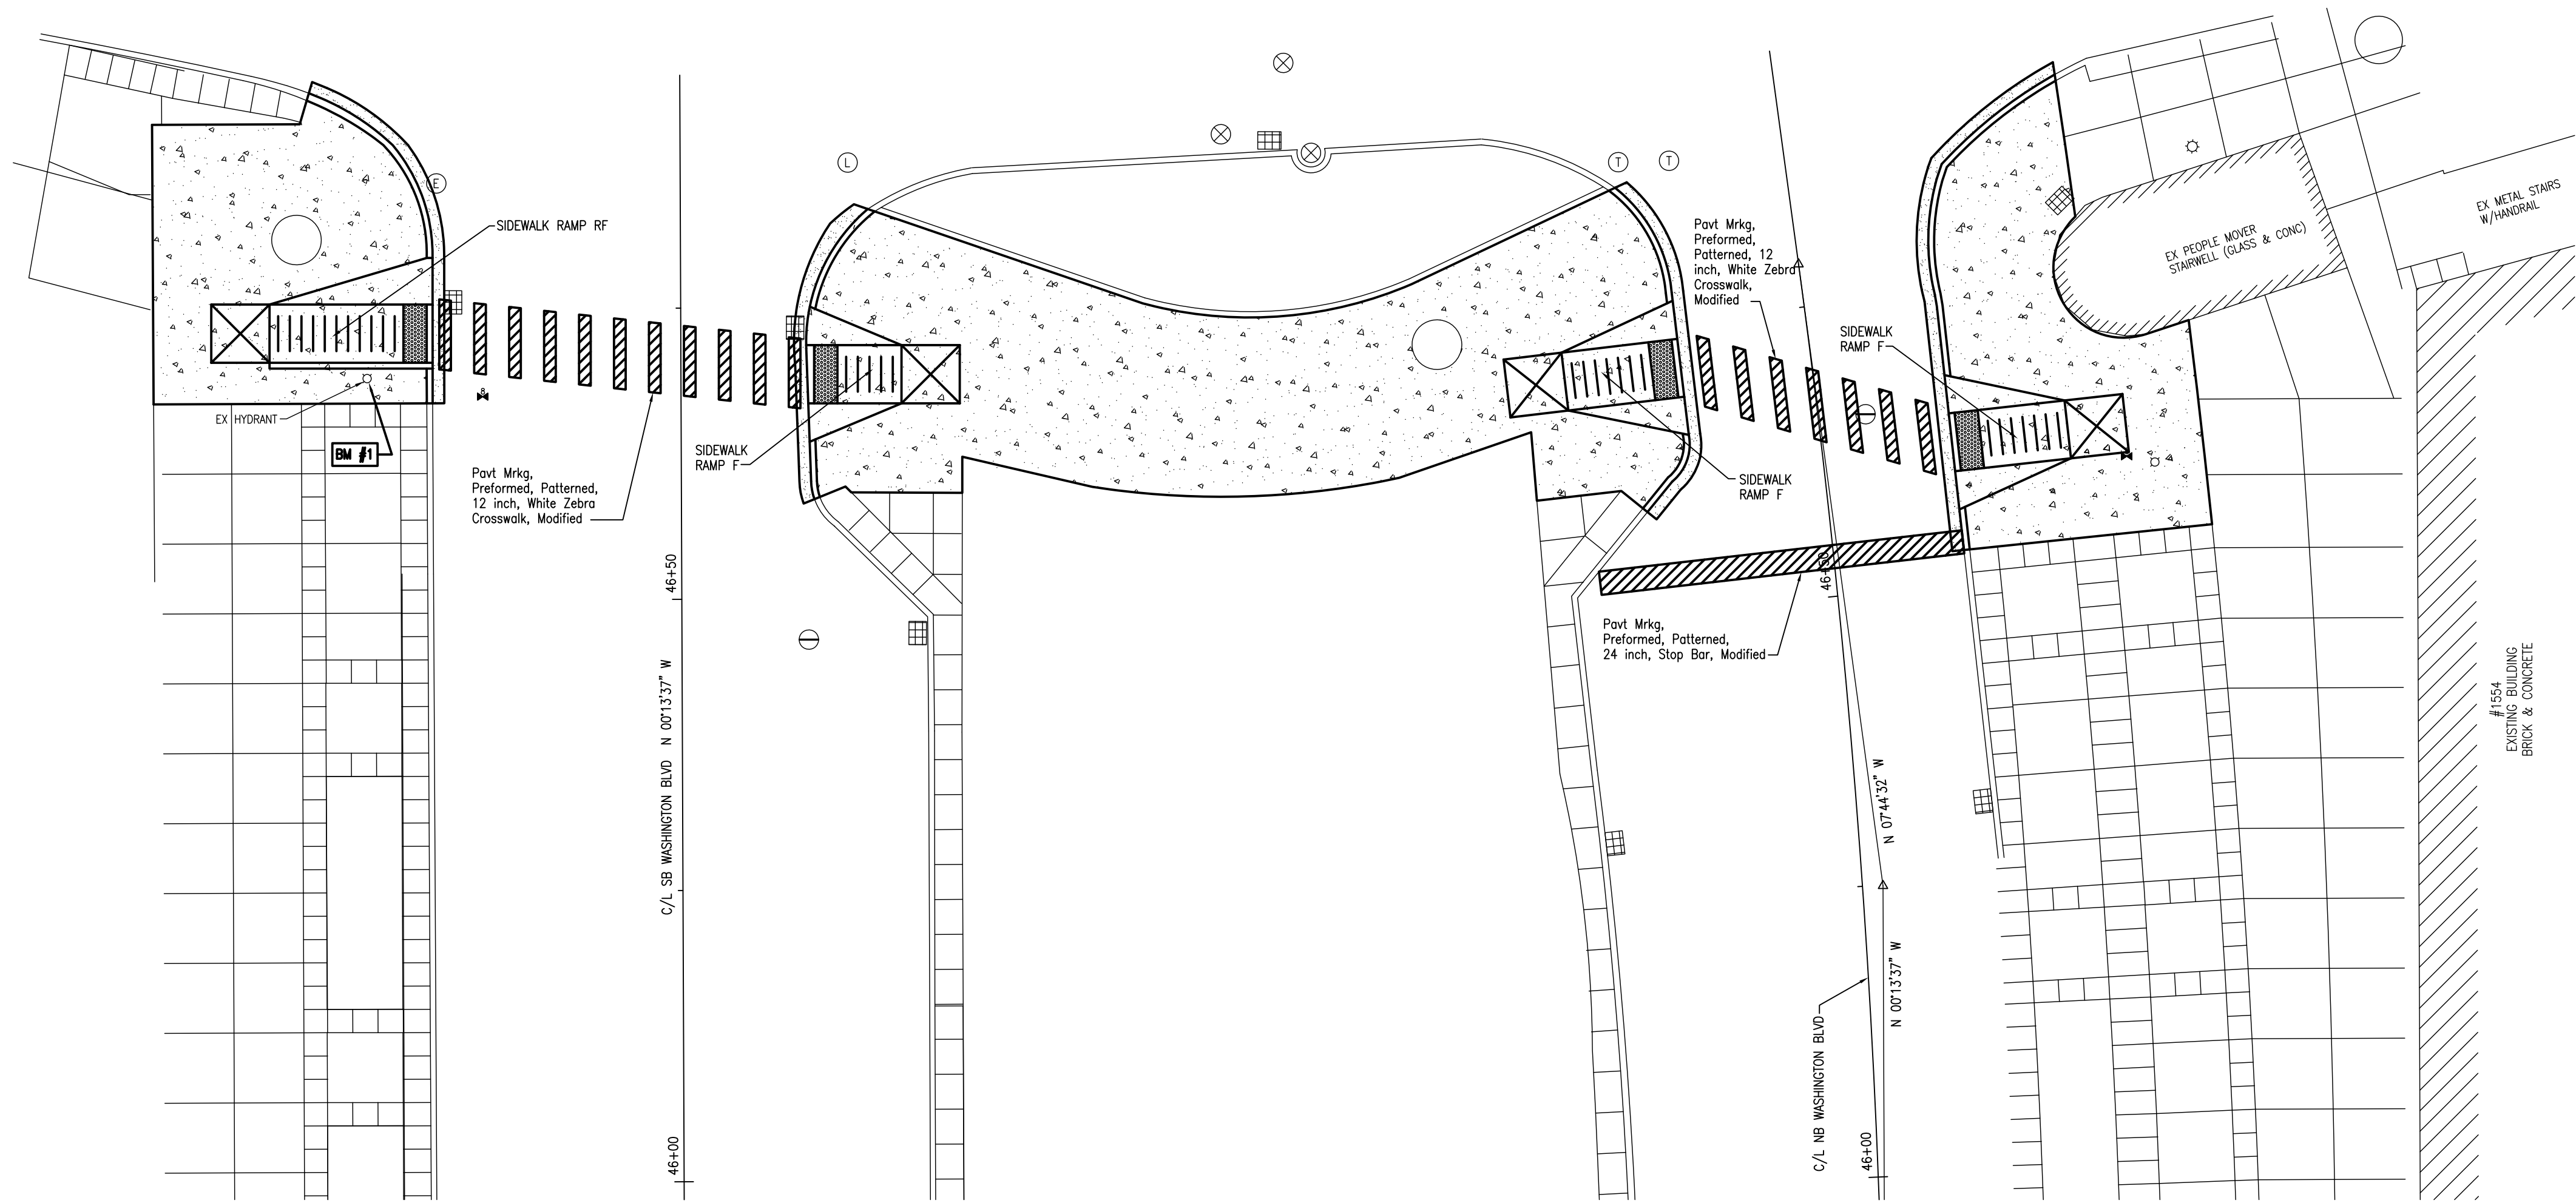 E
SIDEWALK RAMP RF
EX HYDRANT
BM #1
Pavt Mrkg,
Preformed, Patterned,
12 inch, White Zebra
Crosswalk, Modified
46+50
C/L SB WASHINGTON BLVD N 00°13'37" W
46+00
L
SIDEWALK
RAMP F
T
T
Pavt Mrkg,
Preformed,
Patterned, 12
inch, White Zebra
Crosswalk,
Modified
SIDEWALK
RAMP F
SIDEWALK
RAMP F
Pavt Mrkg,
Preformed, Patterned,
24 inch, Stop Bar, Modified
46+50
N 07°44'32" W
N 00°13'37" W
C/L NB WASHINGTON BLVD
46+00
EX PEOPLE MOVER
STAIRWELL (GLASS & CONC)
EX METAL STAIRS
W/HANDRAIL
#1554
EXISTING BUILDING
BRICK & CONCRETE